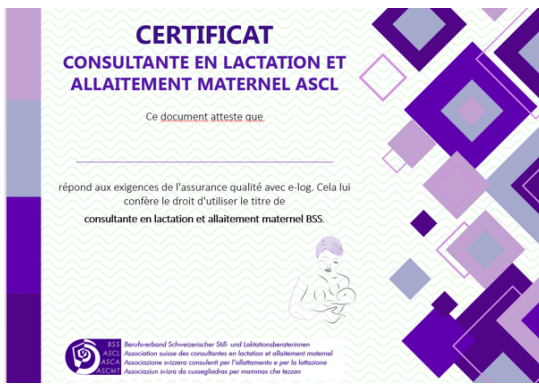 CERTIFICAT
CONSULTANTE EN LACTATION ET
ALLAITEMENT MATERNEL ASCL
Ce document atteste que
répond aux exigences de l'assurance qualité avec e-log. Cela lui
confère le droit d'utiliser le titre de
consultante en lactation et allaitement maternel BSS.
BSS Berufsverband Schweizerischer Still- und Laktationsberaterinnen
ASCL Association suisse des consultantes en lactation et allaitement maternel
ASCA Associazione svizzera consulenti per l'allattamento e per la lattazione
ASCMT Associaziun svizra da cussegliadras per mammas che tezzan